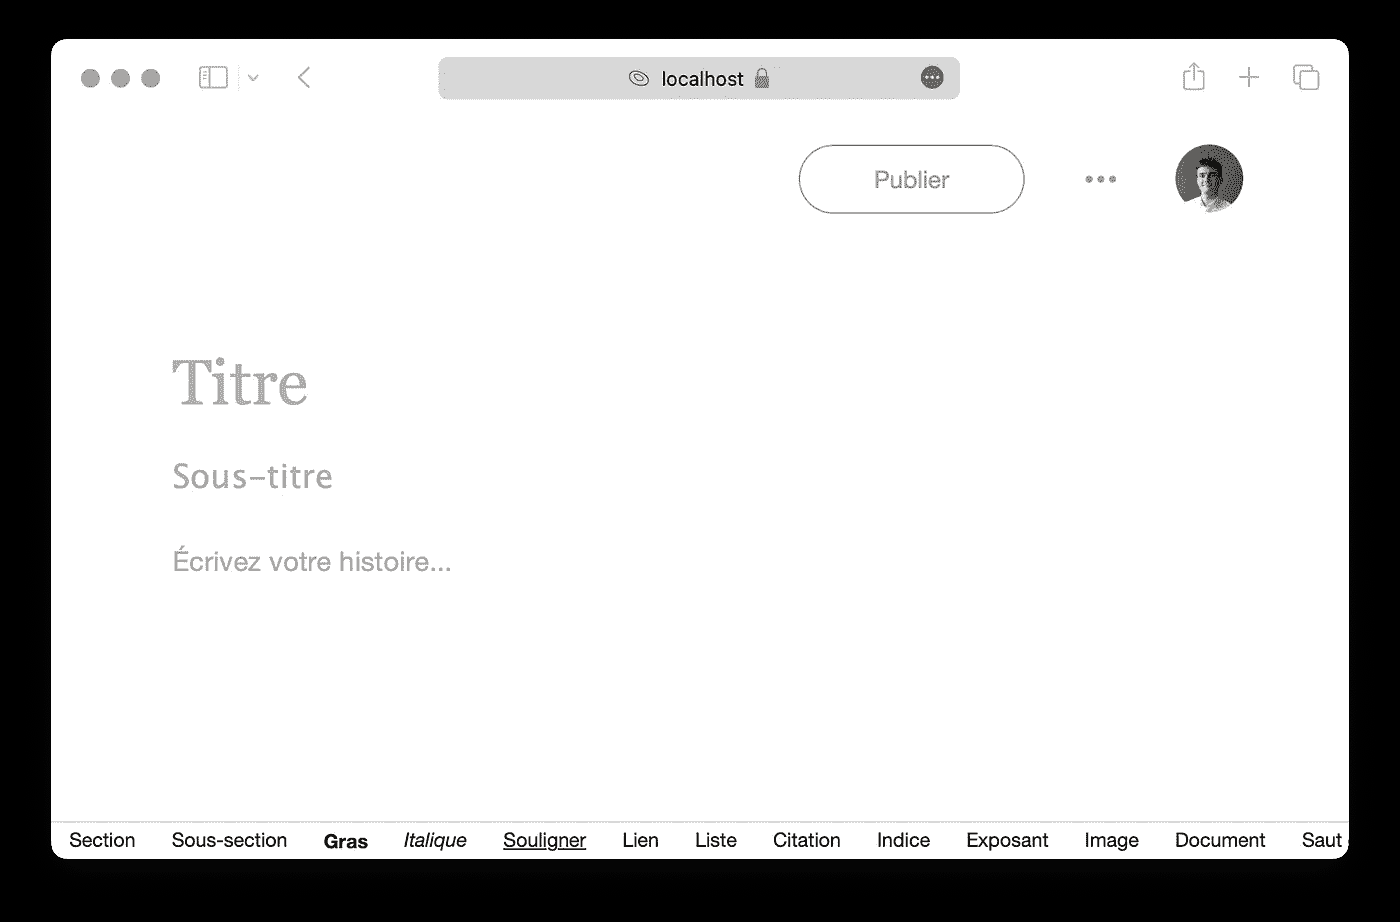 localhost
Publier
Titre
Sous-titre
Écrivez votre histoire...
Section Sous-section Gras Italique Souligner Lien Liste Citation Indice Exposant Image Document Saut